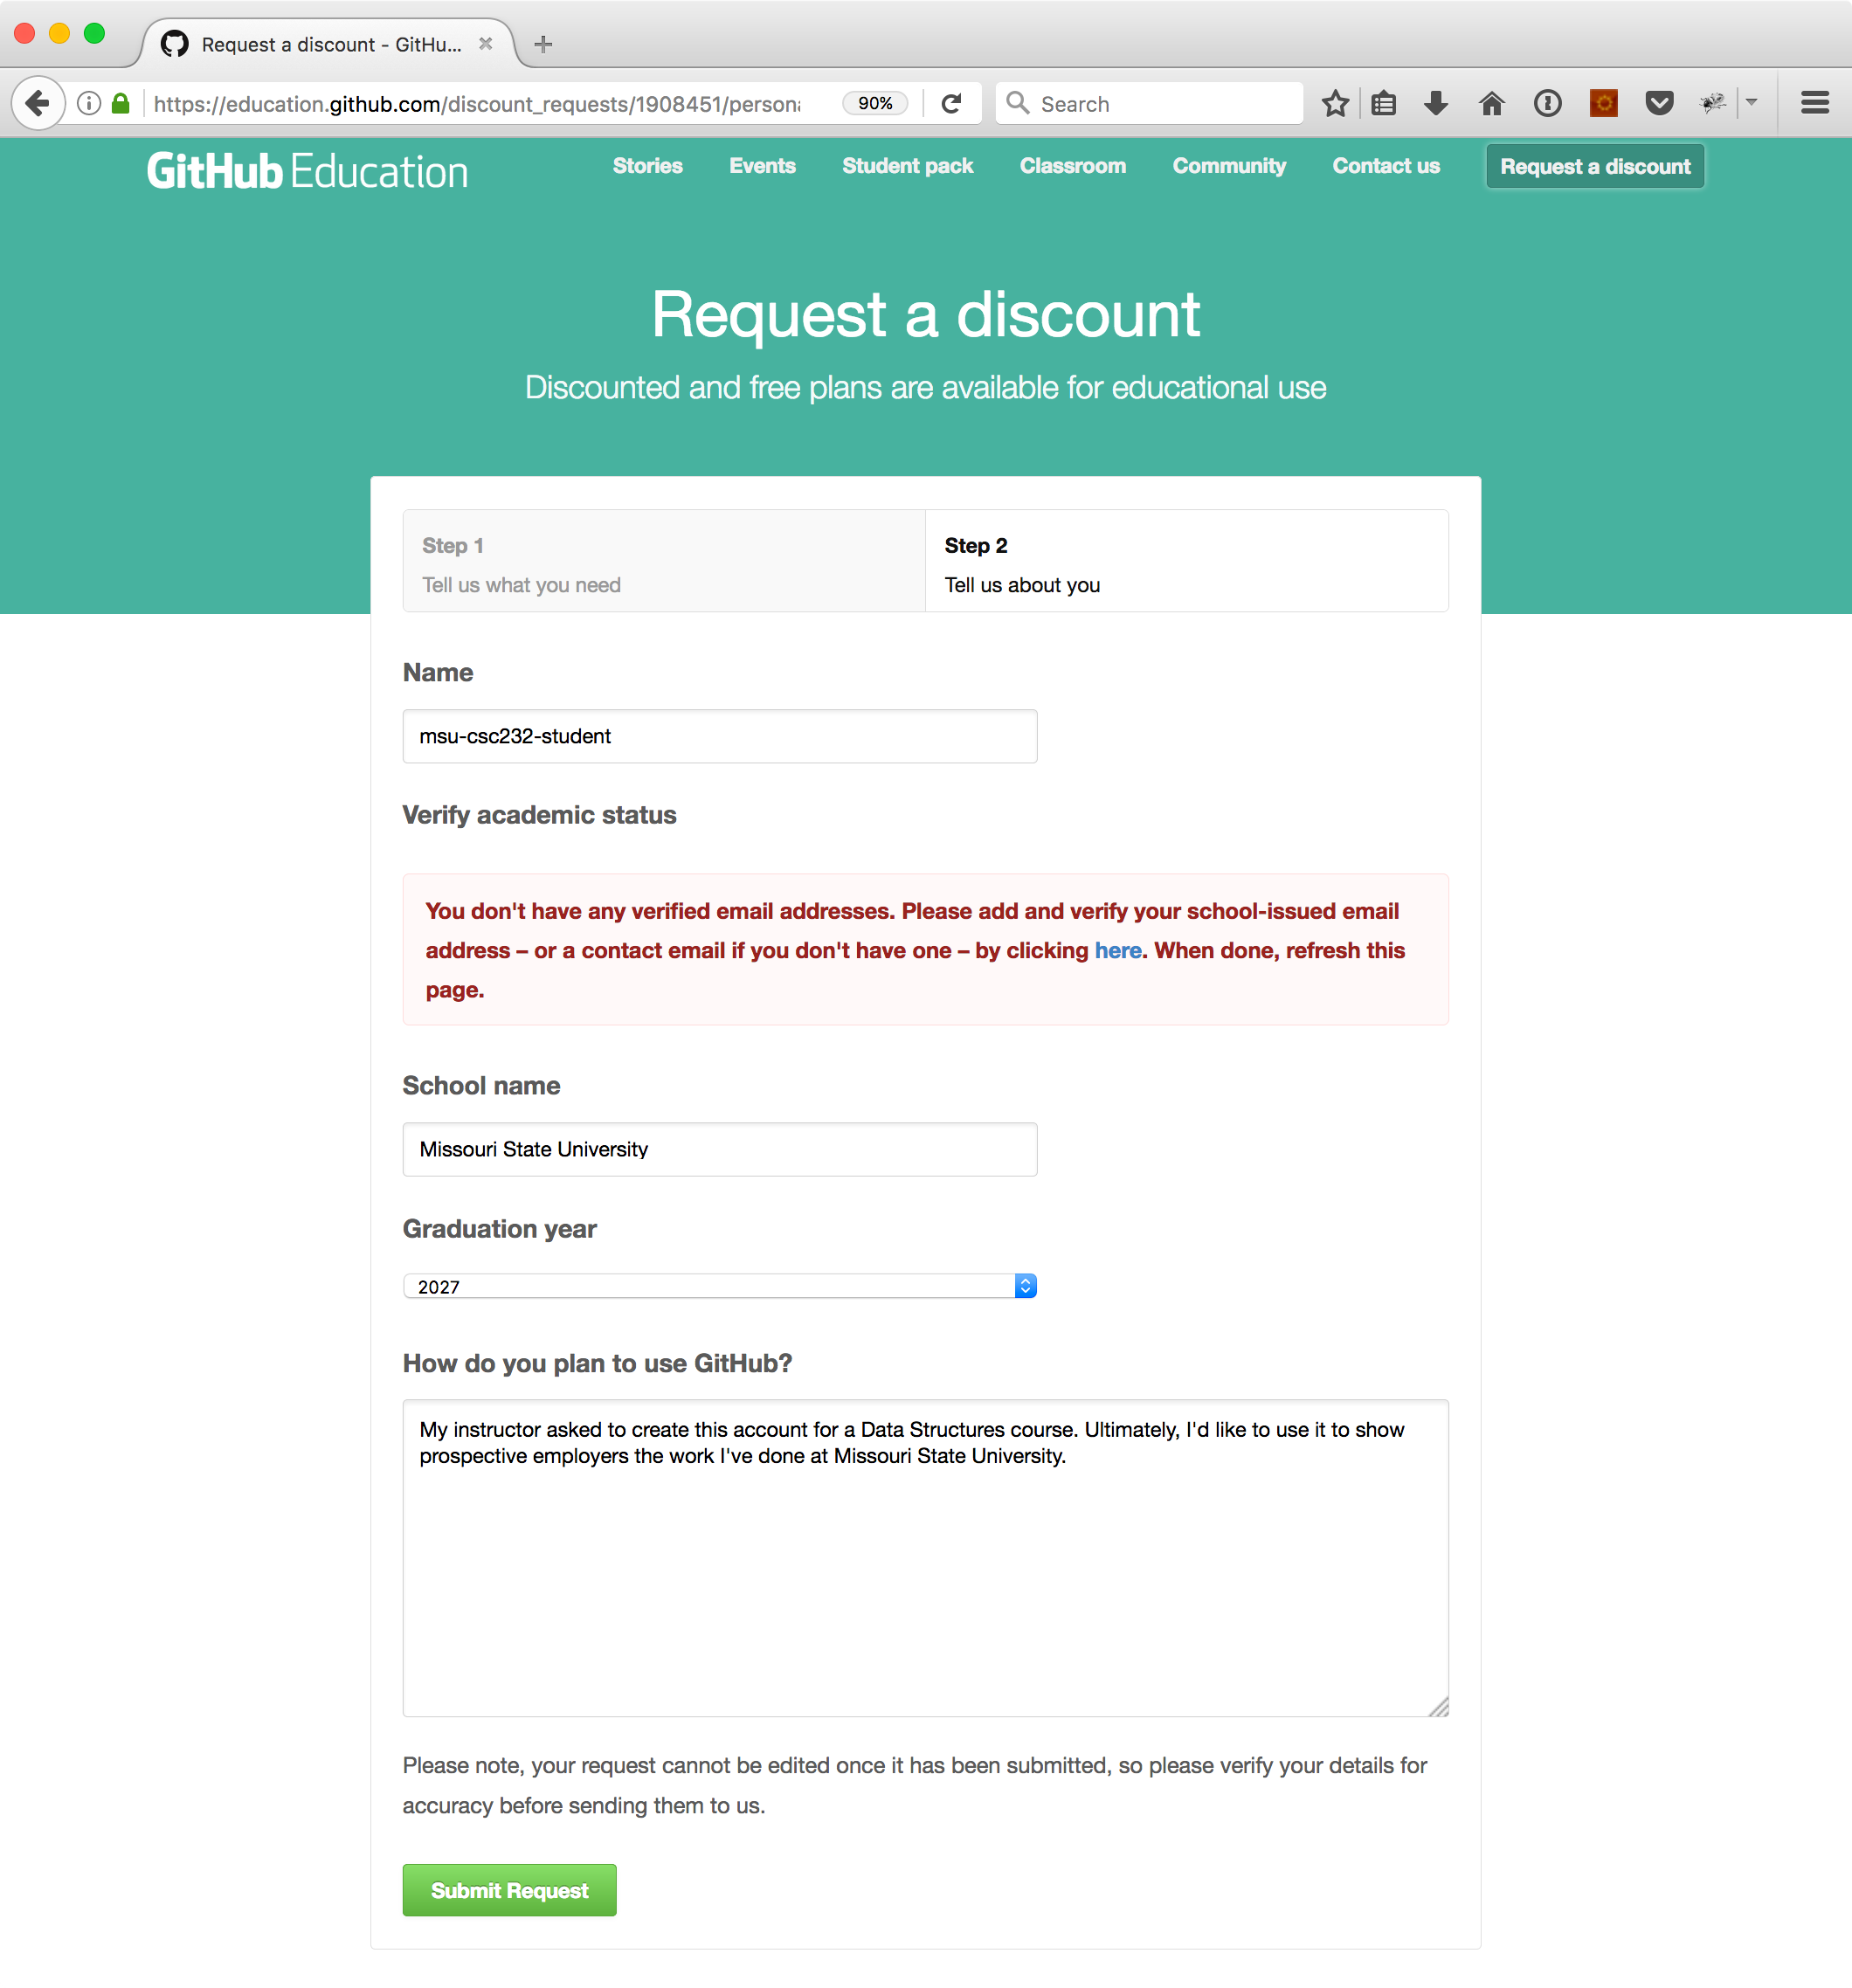 Request a discount - GitHu...
https://education.github.com/discount_requests/1908451/person
90%
Search
GitHub Education
Stories
Events
Student pack
Classroom
Community
Contact us
Request a discount
Request a discount
Discounted and free plans are available for educational use
Step 1
Tell us what you need
Step 2
Tell us about you
Name
msu-csc232-student
Verify academic status
You don't have any verified email addresses. Please add and verify your school-issued email
address – or a contact email if you don't have one – by clicking here. When done, refresh this
page.
School name
Missouri State University
Graduation year
2027
How do you plan to use GitHub?
My instructor asked to create this account for a Data Structures course. Ultimately, I'd like to use it to show
prospective employers the work I've done at Missouri State University.
Please note, your request cannot be edited once it has been submitted, so please verify your details for
accuracy before sending them to us.
Submit Request